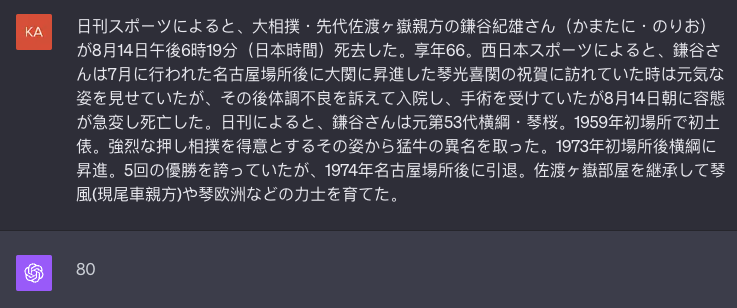 KA
日刊スポーツによると、大相撲・先代佐渡ヶ嶽親方の鎌谷紀雄さん（かまたに・のりお）
が8月14日午後6時19分（日本時間）死去した。享年66。西日本スポーツによると、鎌谷さ
んは7月に行われた名古屋場所後に大関に昇進した琴光喜関の祝賀に訪れていた時は元気な
姿を見せていたが、その後体調不良を訴えて入院し、手術を受けていたが8月14日朝に容態
が急変し死亡した。日刊によると、鎌谷さんは元第53代横綱・琴桜。1959年初場所で初土
俵。強烈な押し相撲を得意とするその姿から猛牛の異名を取った。1973年初場所後横綱に
昇進。5回の優勝を誇っていたが、1974年名古屋場所後に引退。佐渡ヶ嶽部屋を継承して琴
風(現尾車親方)や琴欧洲などの力士を育てた。
80